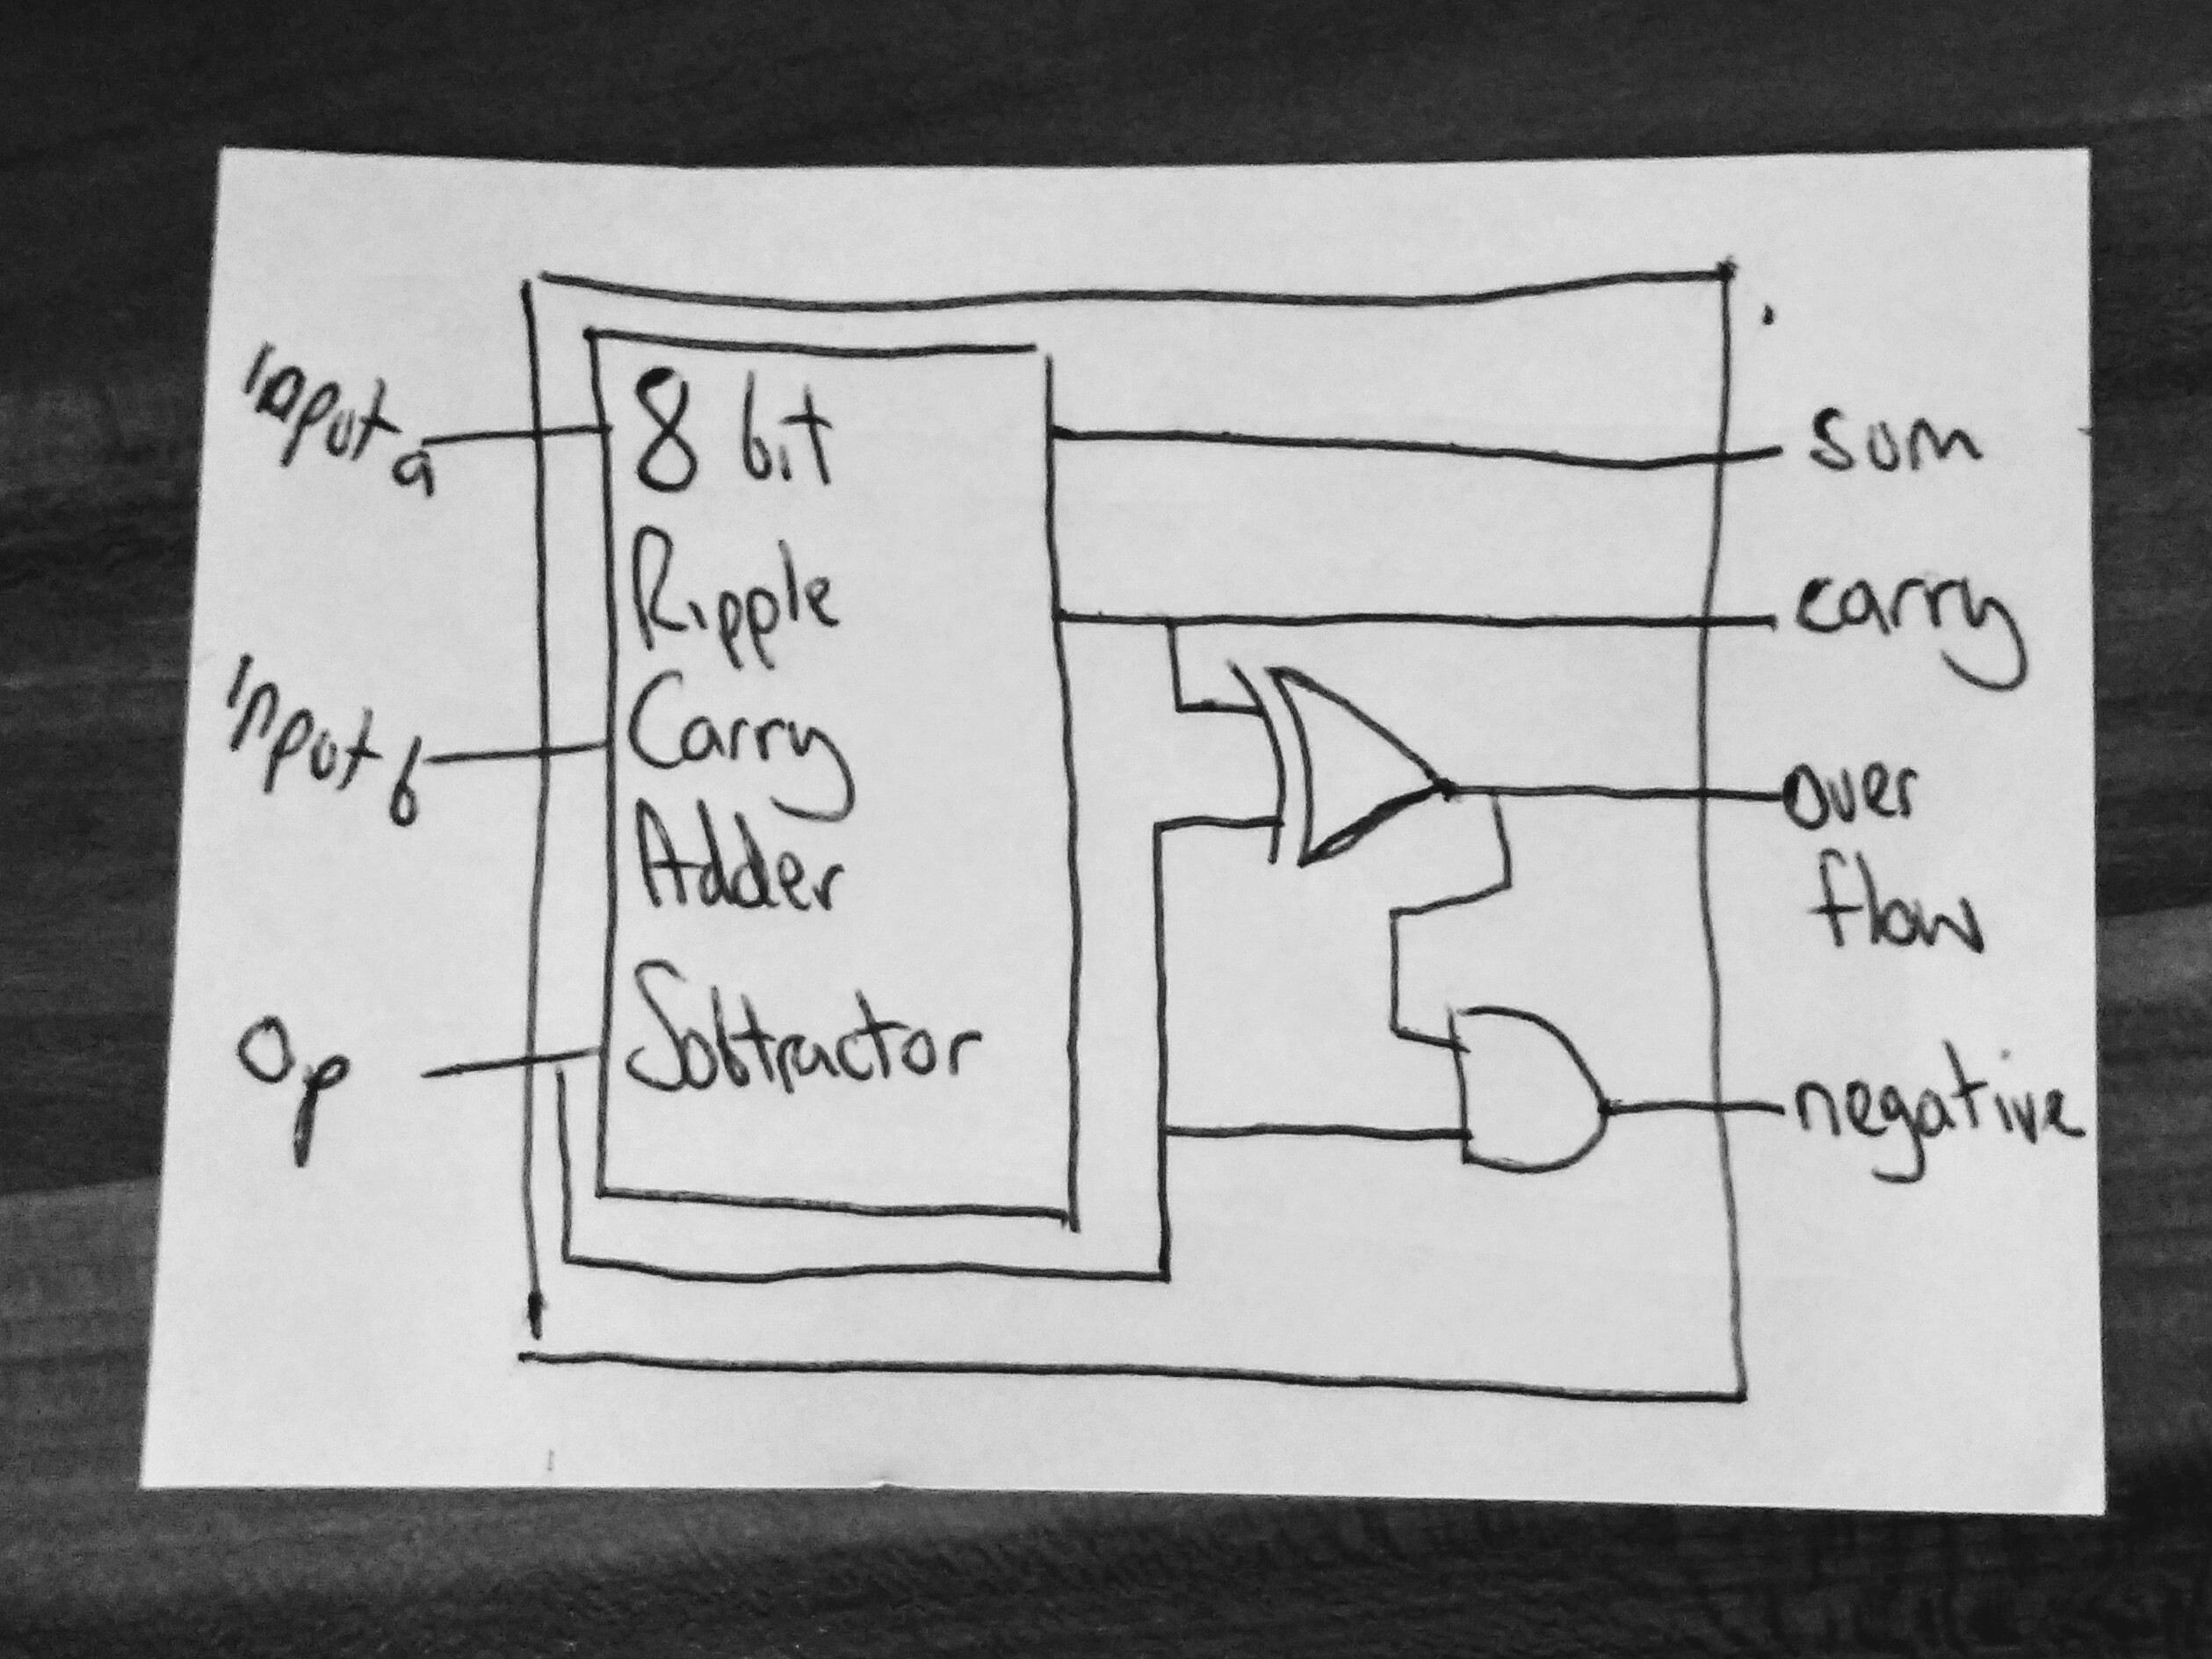 Input a
8 bit
Ripple
Carry
Adder
Subtractor
Input b
Op
sum
carry
over
flow
negative